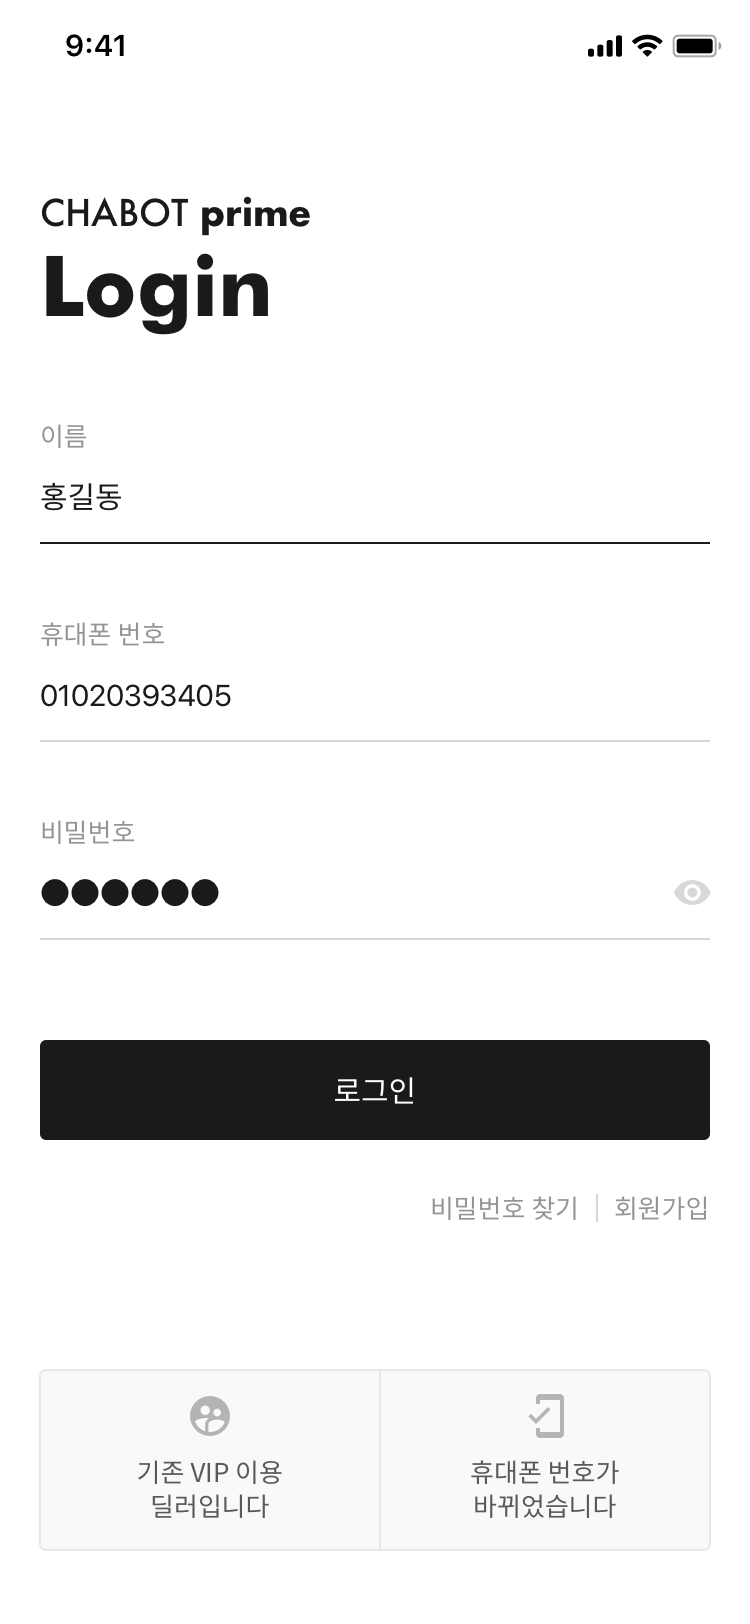 9:41
CHABOT prime
Login
이름
홍길동
휴대폰 번호
01020393405
비밀번호
●●●●●●
로그인
비밀번호 찾기 | 회원가입
기존 VIP 이용
딜러입니다
휴대폰 번호가
바뀌었습니다